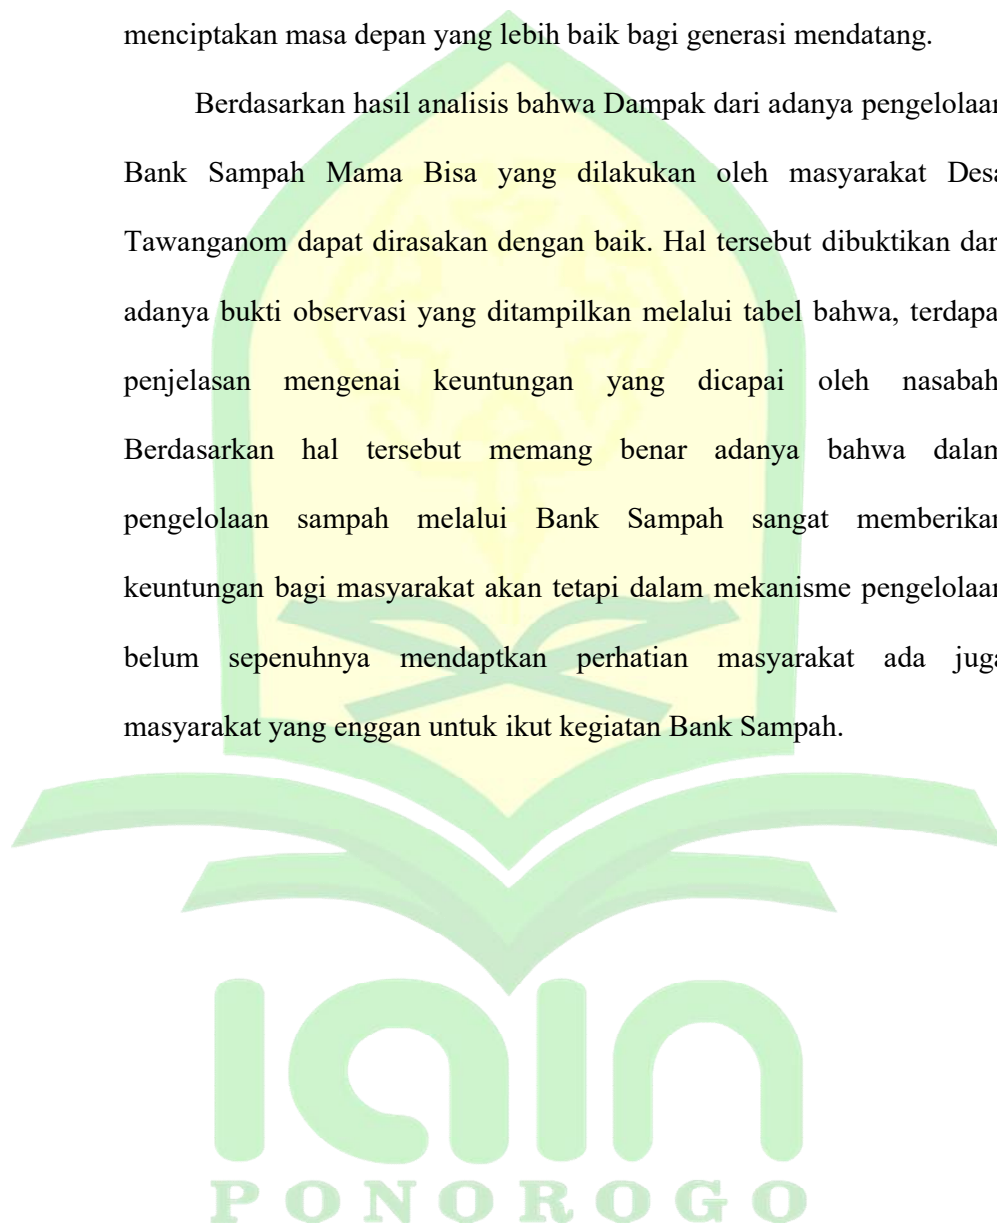 menciptakan masa depan yang lebih baik bagi generasi mendatang.
Berdasarkan hasil analisis bahwa Dampak dari adanya pengelolaan
Bank Sampah Mama Bisa yang dilakukan oleh masyarakat Desa
Tawanganom dapat dirasakan dengan baik. Hal tersebut dibuktikan dari
adanya bukti observasi yang ditampilkan melalui tabel bahwa, terdapat
penjelasan mengenai keuntungan yang dicapai oleh nasabah
Berdasarkan hal tersebut memang benar adanya bahwa dalam
pengelolaan sampah melalui Bank Sampah sangat memberikan
keuntungan bagi masyarakat akan tetapi dalam mekanisme pengelolaan
belum sepenuhnya mendaptkan perhatian masyarakat ada juga
masyarakat yang enggan untuk ikut kegiatan Bank Sampah.
iain
PONOROGO